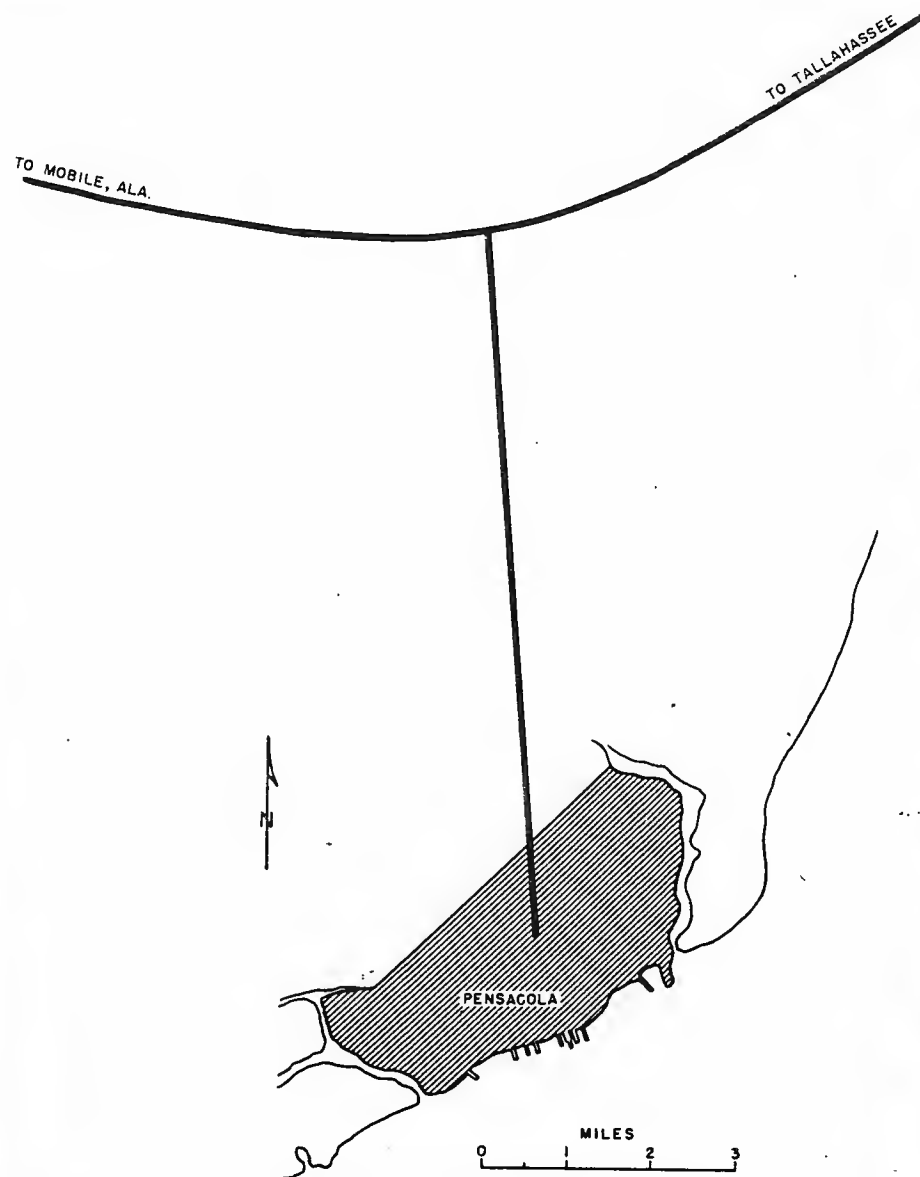 TO TALLAHASSEE
TO MOBILE, ALA.
N
PENSACOLA
MILES
0 1 2 3